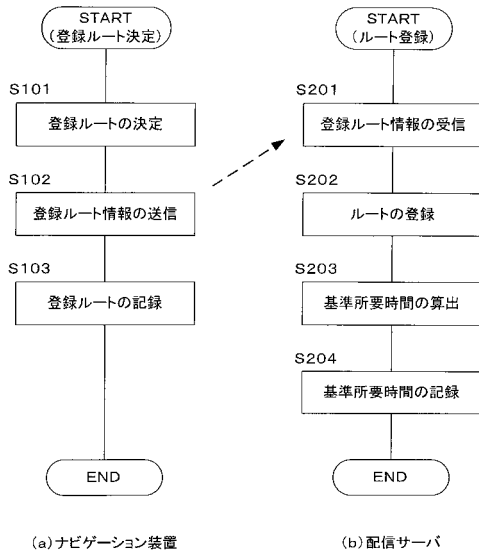 START
(登録ルート決定)
S101
登録ルートの決定
S102
登録ルート情報の送信
S103
登録ルートの記録
END
(a)ナビゲーション装置
START
(ルート登録)
S201
登録ルート情報の受信
S202
ルートの登録
S203
基準所要時間の算出
S204
基準所要時間の記録
END
(b)配信サーバ